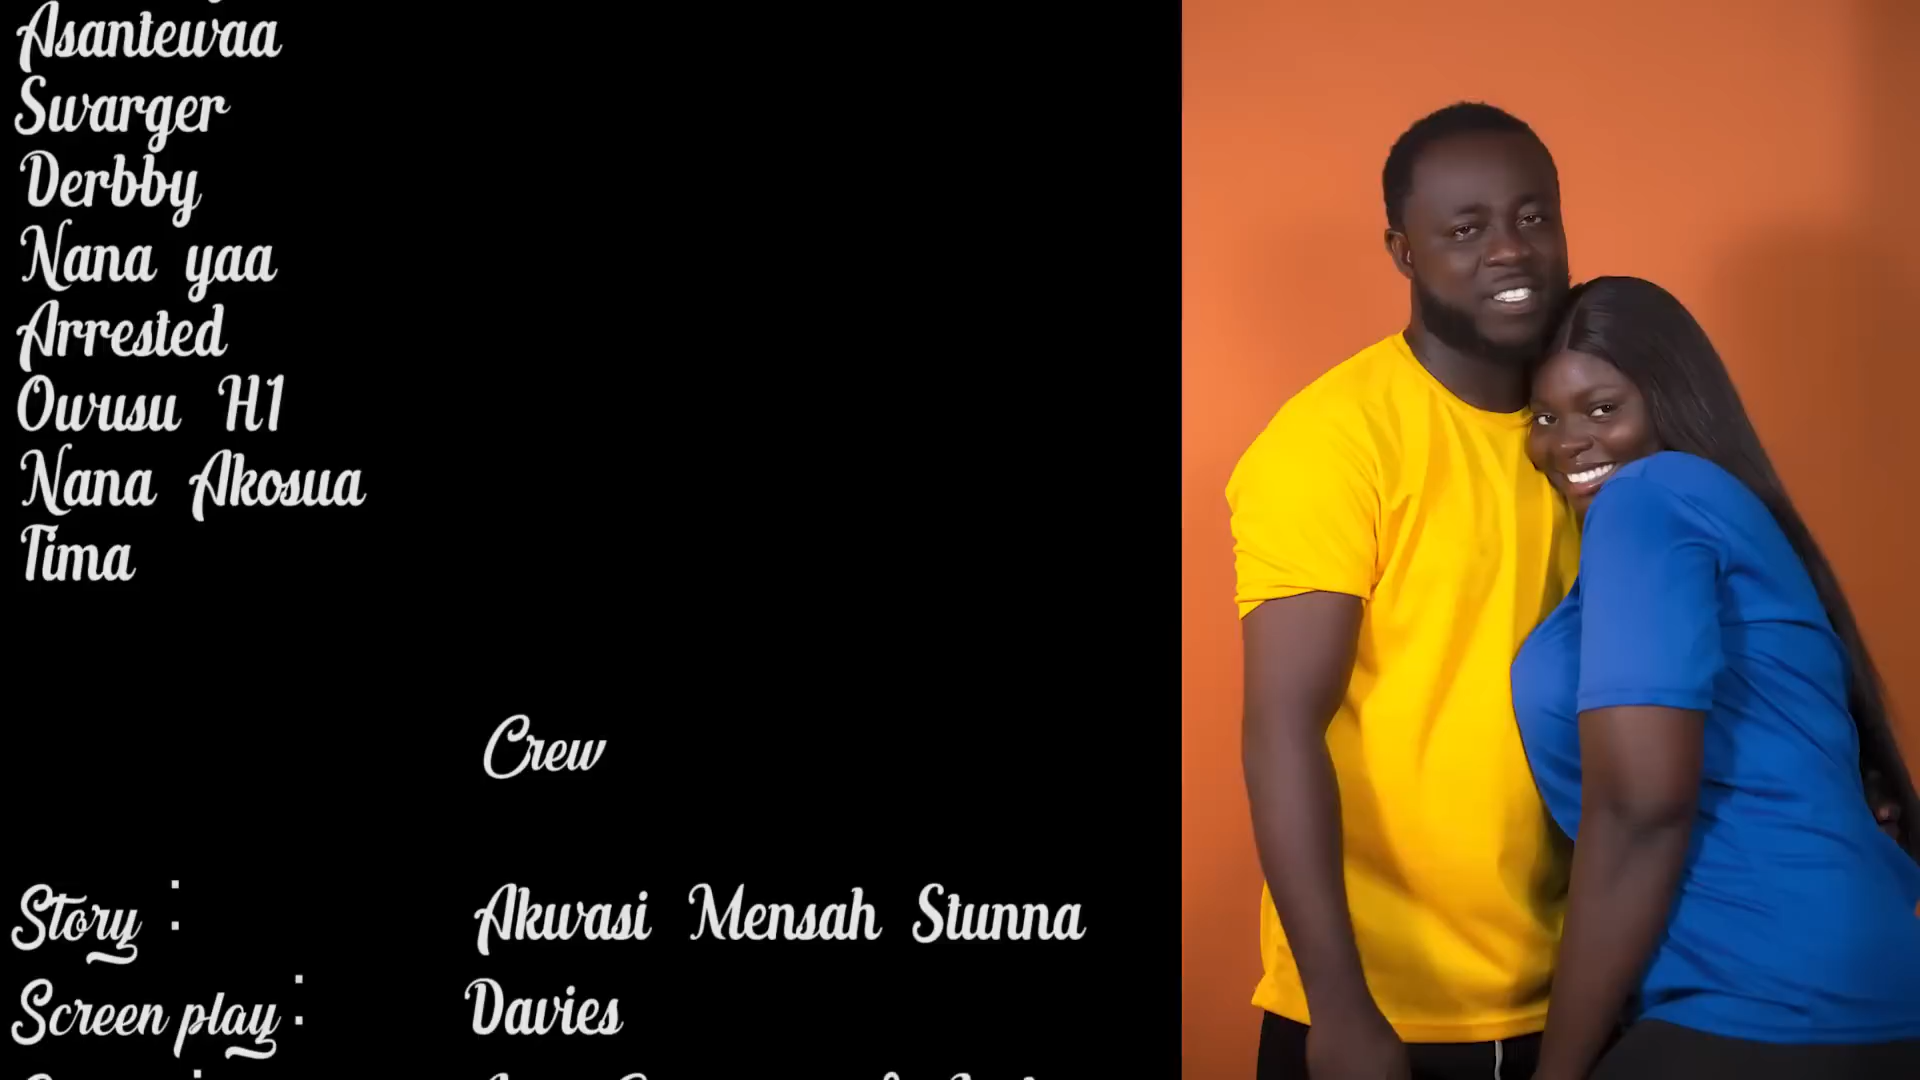 Asantewaa
Swarger
Derbby
Nana yaa
Arrested
Owusu H1
Nana Akosua
Tima
Crew
Story : Akwasi Mensah Stunna
Screen play : Davies